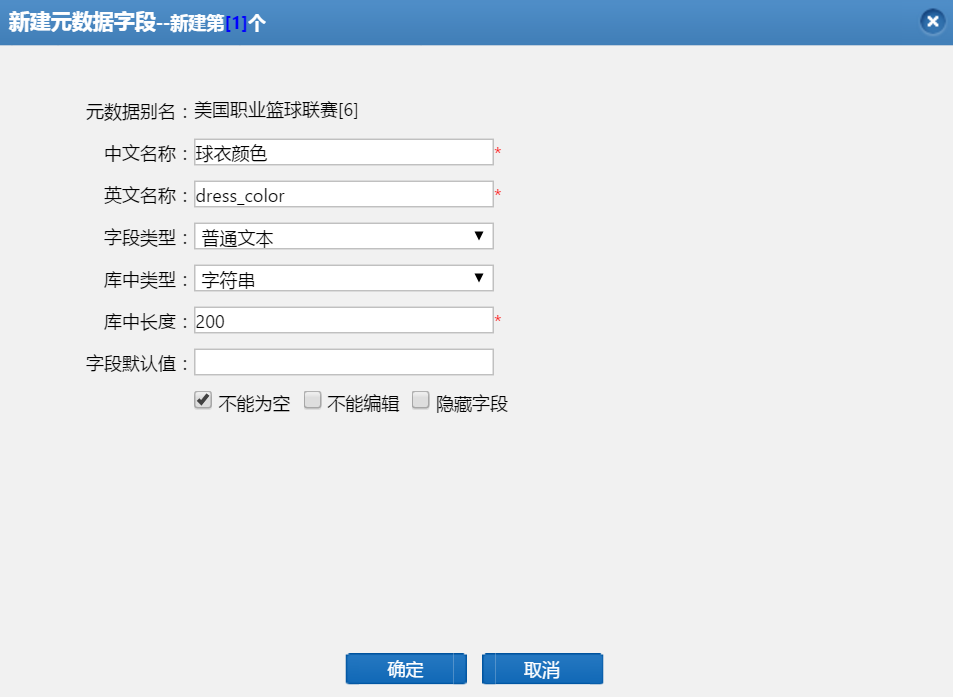 新建元数据字段--新建第[1]个
元数据别名：美国职业篮球联赛[6]
中文名称：球衣颜色*
英文名称：dress_color*
字段类型：普通文本
库中类型：字符串
库中长度：200*
字段默认值：
不能为空 不能编辑 隐藏字段
确定 取消